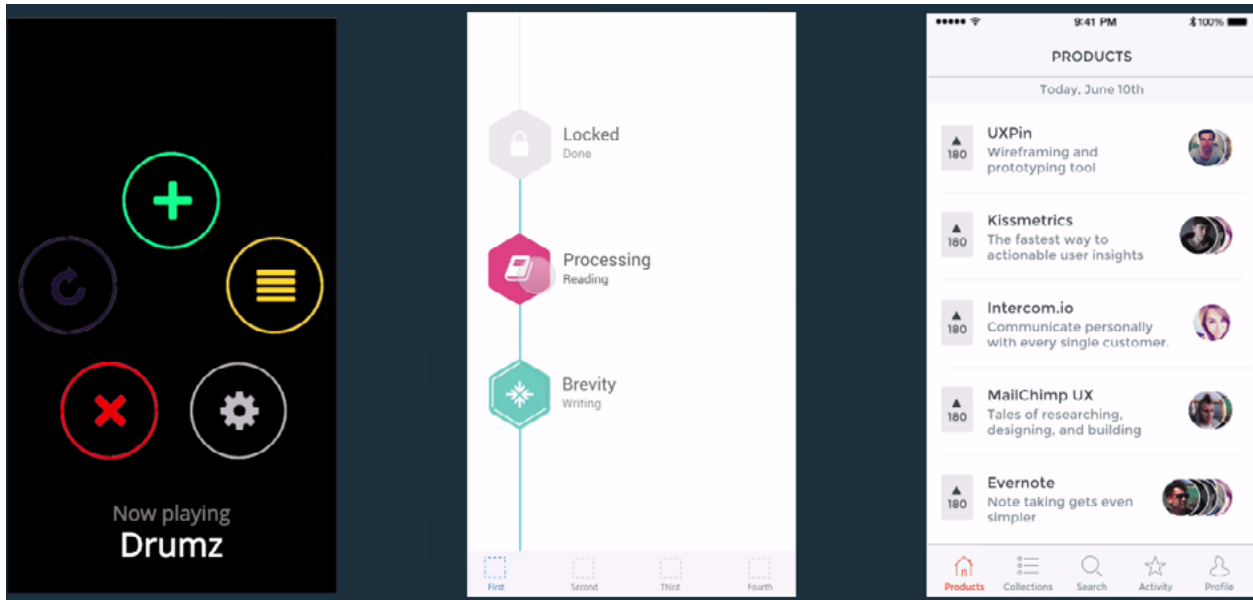 Now playing
Drumz
Locked
Done
Processing
Reading
Brevity
Writing
First
Second
Third
Fourth
9:41 PM
100%
PRODUCTS
Today, June 10th
180
UXPin
Wireframing and
prototyping tool
180
Kissmetrics
The fastest way to
actionable user insights
180
Intercom.io
Communicate personally
with every single customer.
180
MailChimp UX
Tales of researching,
designing, and building
180
Evernote
Note taking gets even
simpler
Products
Collections
Search
Activity
Profile